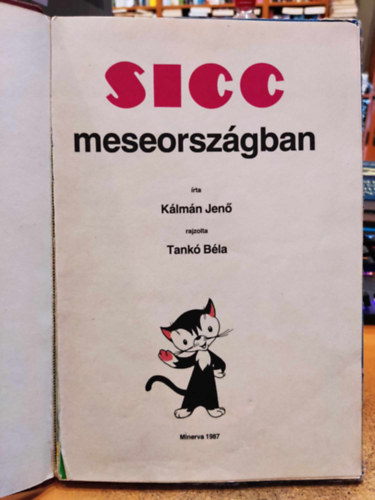 SICC
meseországban
írta
Kálmán Jenő
rajzolta
Tankó Béla
Minerva 1987